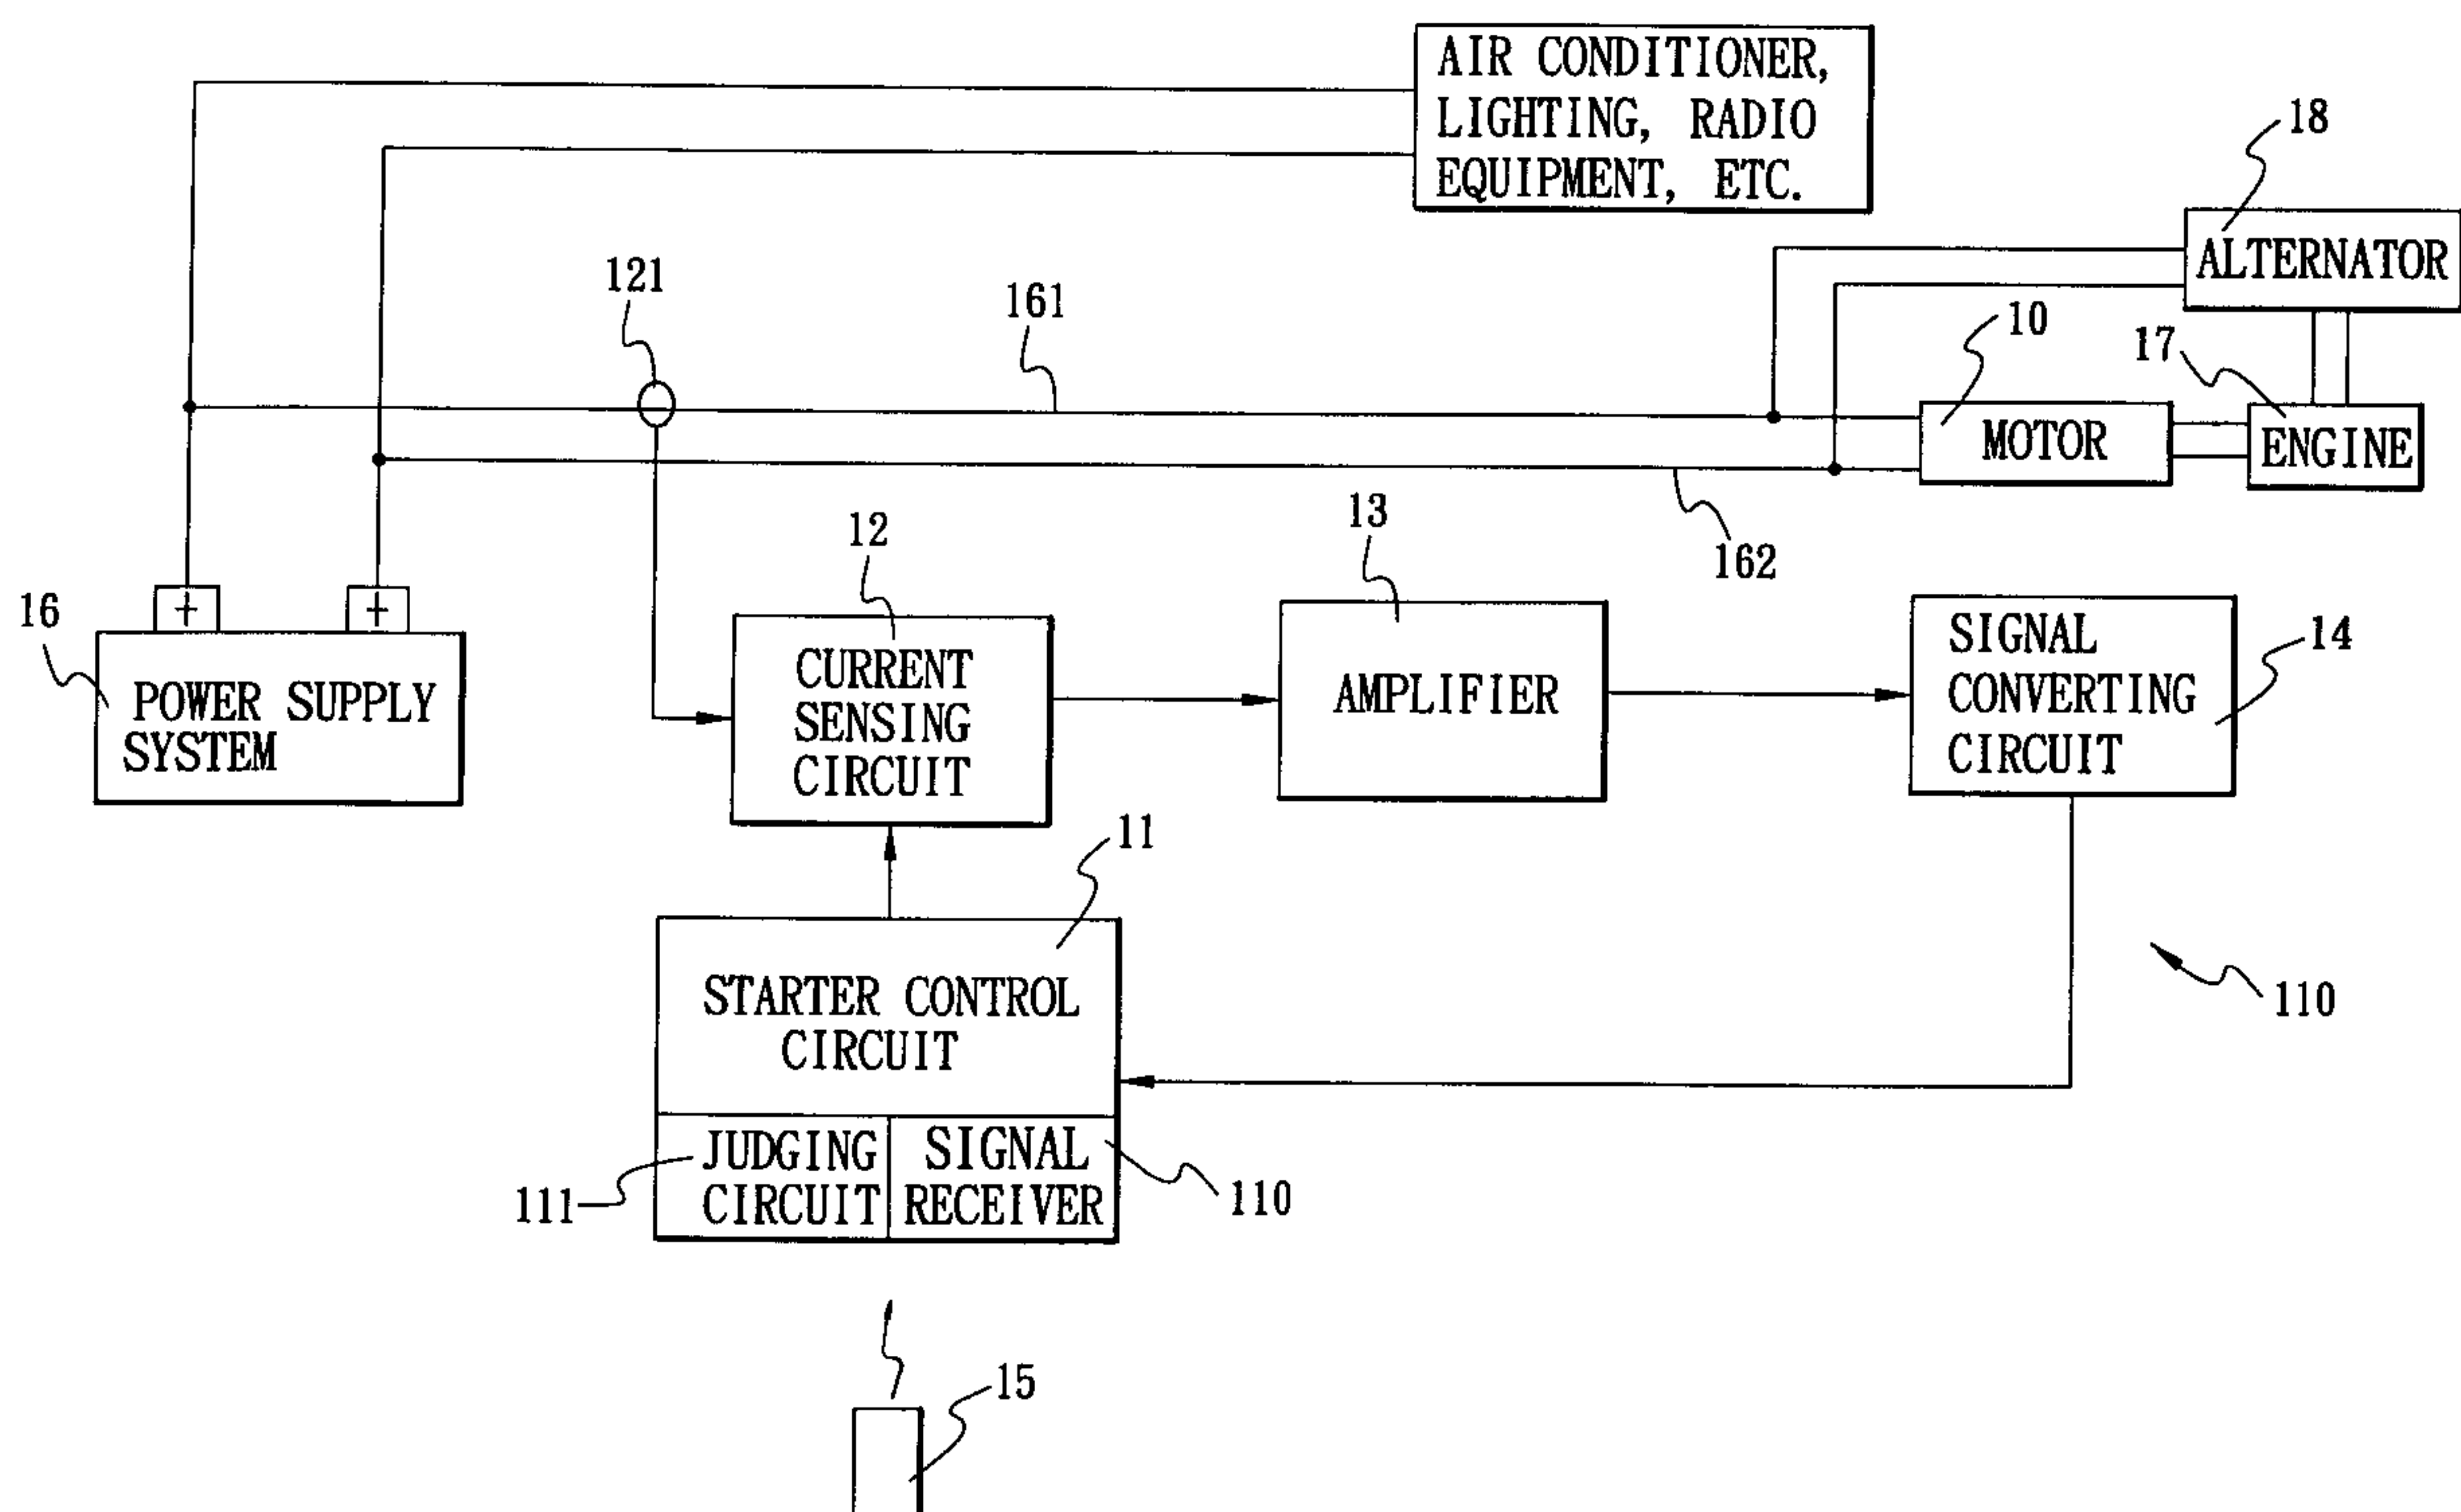 AIR CONDITIONER,
LIGHTING, RADIO
EQUIPMENT, ETC.
18
ALTERNATOR
121
161
10
17
MOTOR
ENGINE
162
16
+
+
POWER SUPPLY
SYSTEM
12
CURRENT
SENSING
CIRCUIT
13
AMPLIFIER
14
SIGNAL
CONVERTING
CIRCUIT
11
STARTER CONTROL
CIRCUIT
110
111
JUDGING
CIRCUIT
SIGNAL
RECEIVER
110
15